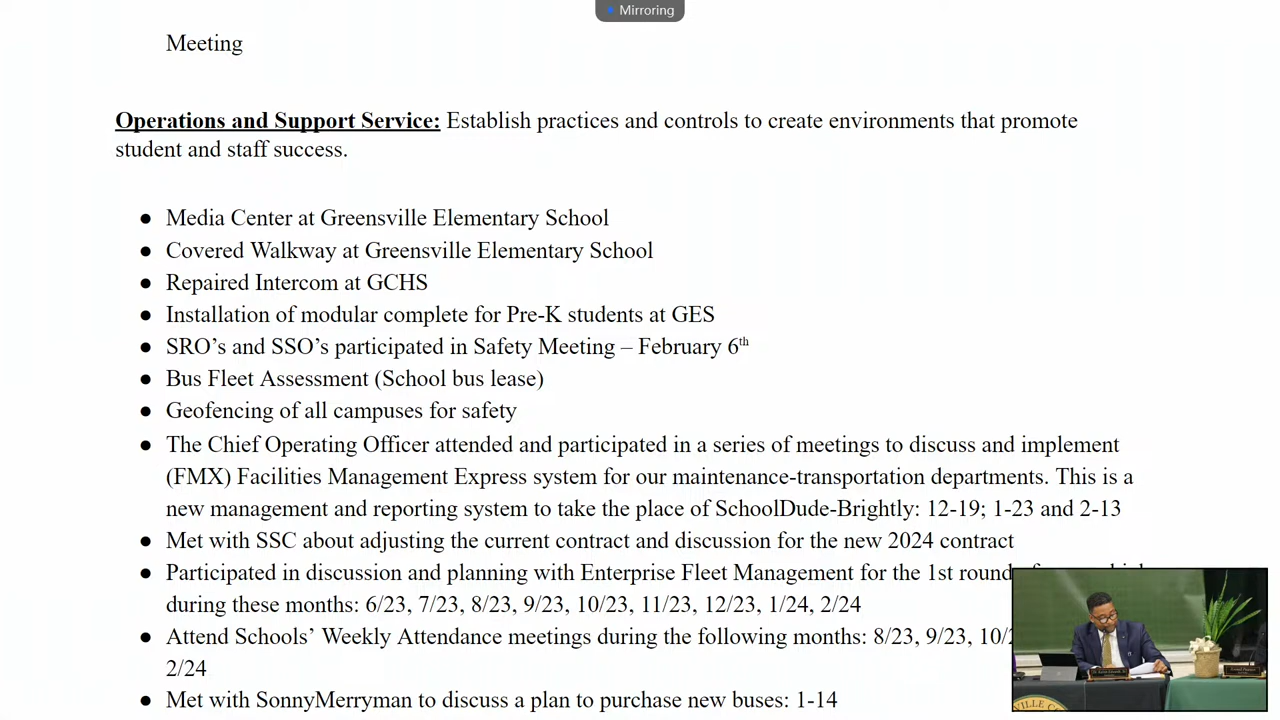 Mirroring
Meeting
Operations and Support Service: Establish practices and controls to create environments that promote
student and staff success.
● Media Center at Greensville Elementary School
● Covered Walkway at Greensville Elementary School
● Repaired Intercom at GCHS
● Installation of modular complete for Pre-K students at GES
● SRO’s and SSO’s participated in Safety Meeting – February 6th
● Bus Fleet Assessment (School bus lease)
● Geofencing of all campuses for safety
● The Chief Operating Officer attended and participated in a series of meetings to discuss and implement
(FMX) Facilities Management Express system for our maintenance-transportation departments. This is a
new management and reporting system to take the place of SchoolDude-Brightly: 12-19; 1-23 and 2-13
● Met with SSC about adjusting the current contract and discussion for the new 2024 contract
● Participated in discussion and planning with Enterprise Fleet Management for the 1st round
during these months: 6/23, 7/23, 8/23, 9/23, 10/23, 11/23, 12/23, 1/24, 2/24
● Attend Schools’ Weekly Attendance meetings during the following months: 8/23, 9/23,
2/24
● Met with SonnyMerryman to discuss a plan to purchase new buses: 1-14